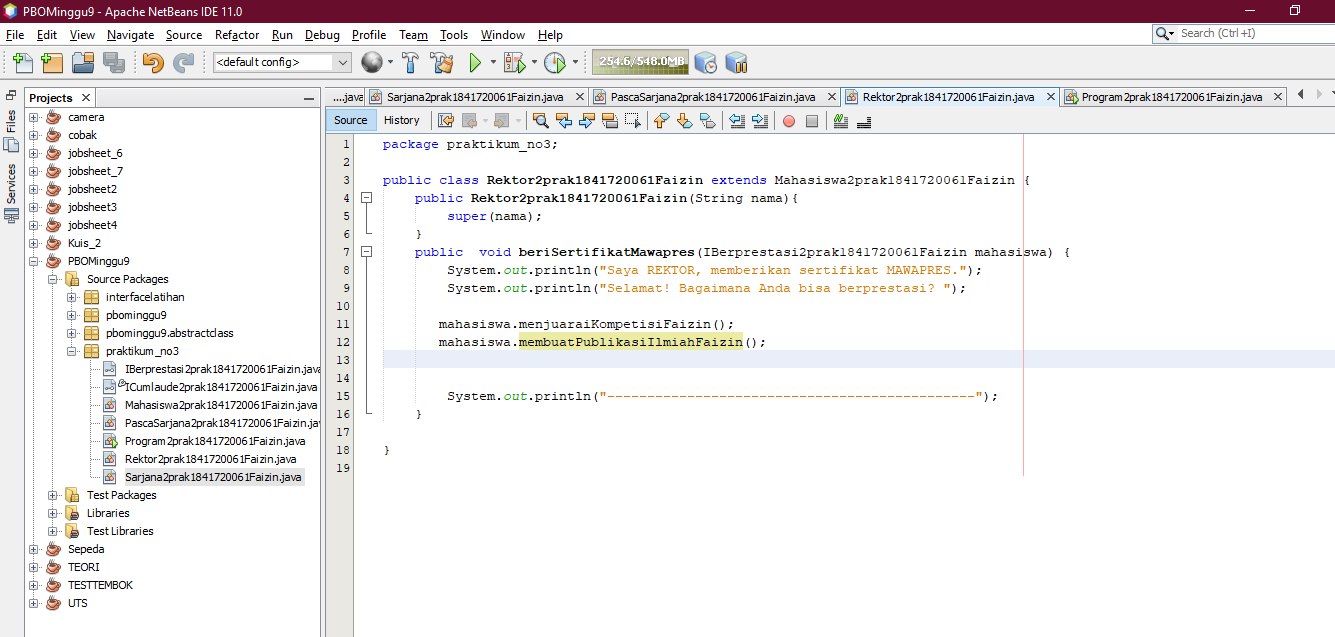 PBOMinggu9 - Apache NetBeans IDE 11.0
File Edit View Navigate Source Refactor Run Debug Profile Team Tools Window Help
Search (Ctrl+I)
<default config>
254.6/548.0MB
Files
Services
Projects
camera
cobak
jobsheet_6
jobsheet_7
jobsheet2
jobsheet3
jobsheet4
Kuis_2
PBOMinggu9
Source Packages
interfacelatihan
pbominggu9
pbominggu9.abstractclass
praktikum_no3
IBerprestasi2prak1841720061Faizin.java
ICumlaude2prak1841720061Faizin.java
Mahasiswa2prak1841720061Faizin.java
PascaSarjana2prak1841720061Faizin.jav
Program2prak1841720061Faizin.java
Rektor2prak1841720061Faizin.java
Sarjana2prak1841720061Faizin.java
Test Packages
Libraries
Test Libraries
Sepeda
TEORI
TESTTEMBOK
UTS
....java Sarjana2prak1841720061Faizin.java PascaSarjana2prak1841720061Faizin.java Rektor2prak1841720061Faizin.java Program2prak1841720061Faizin.java
Source History
1 package praktikum_no3;
2
3 public class Rektor2prak1841720061Faizin extends Mahasiswa2prak1841720061Faizin {
4 public Rektor2prak1841720061Faizin(String nama){
5 super(nama);
6 }
7 public  void beriSertifikatMawapres(IBerprestasi2prak1841720061Faizin mahasiswa) {
8 System.out.println("Saya REKTOR, memberikan sertifikat MAWAPRES.");
9 System.out.println("Selamat! Bagaimana Anda bisa berprestasi? ");
10
11 mahasiswa.menjuaraiKompetisiFaizin();
12 mahasiswa.membuatPublikasiIlmiahFaizin();
13
14
15 System.out.println("----------------------------------------------");
16 }
17
18 }
19